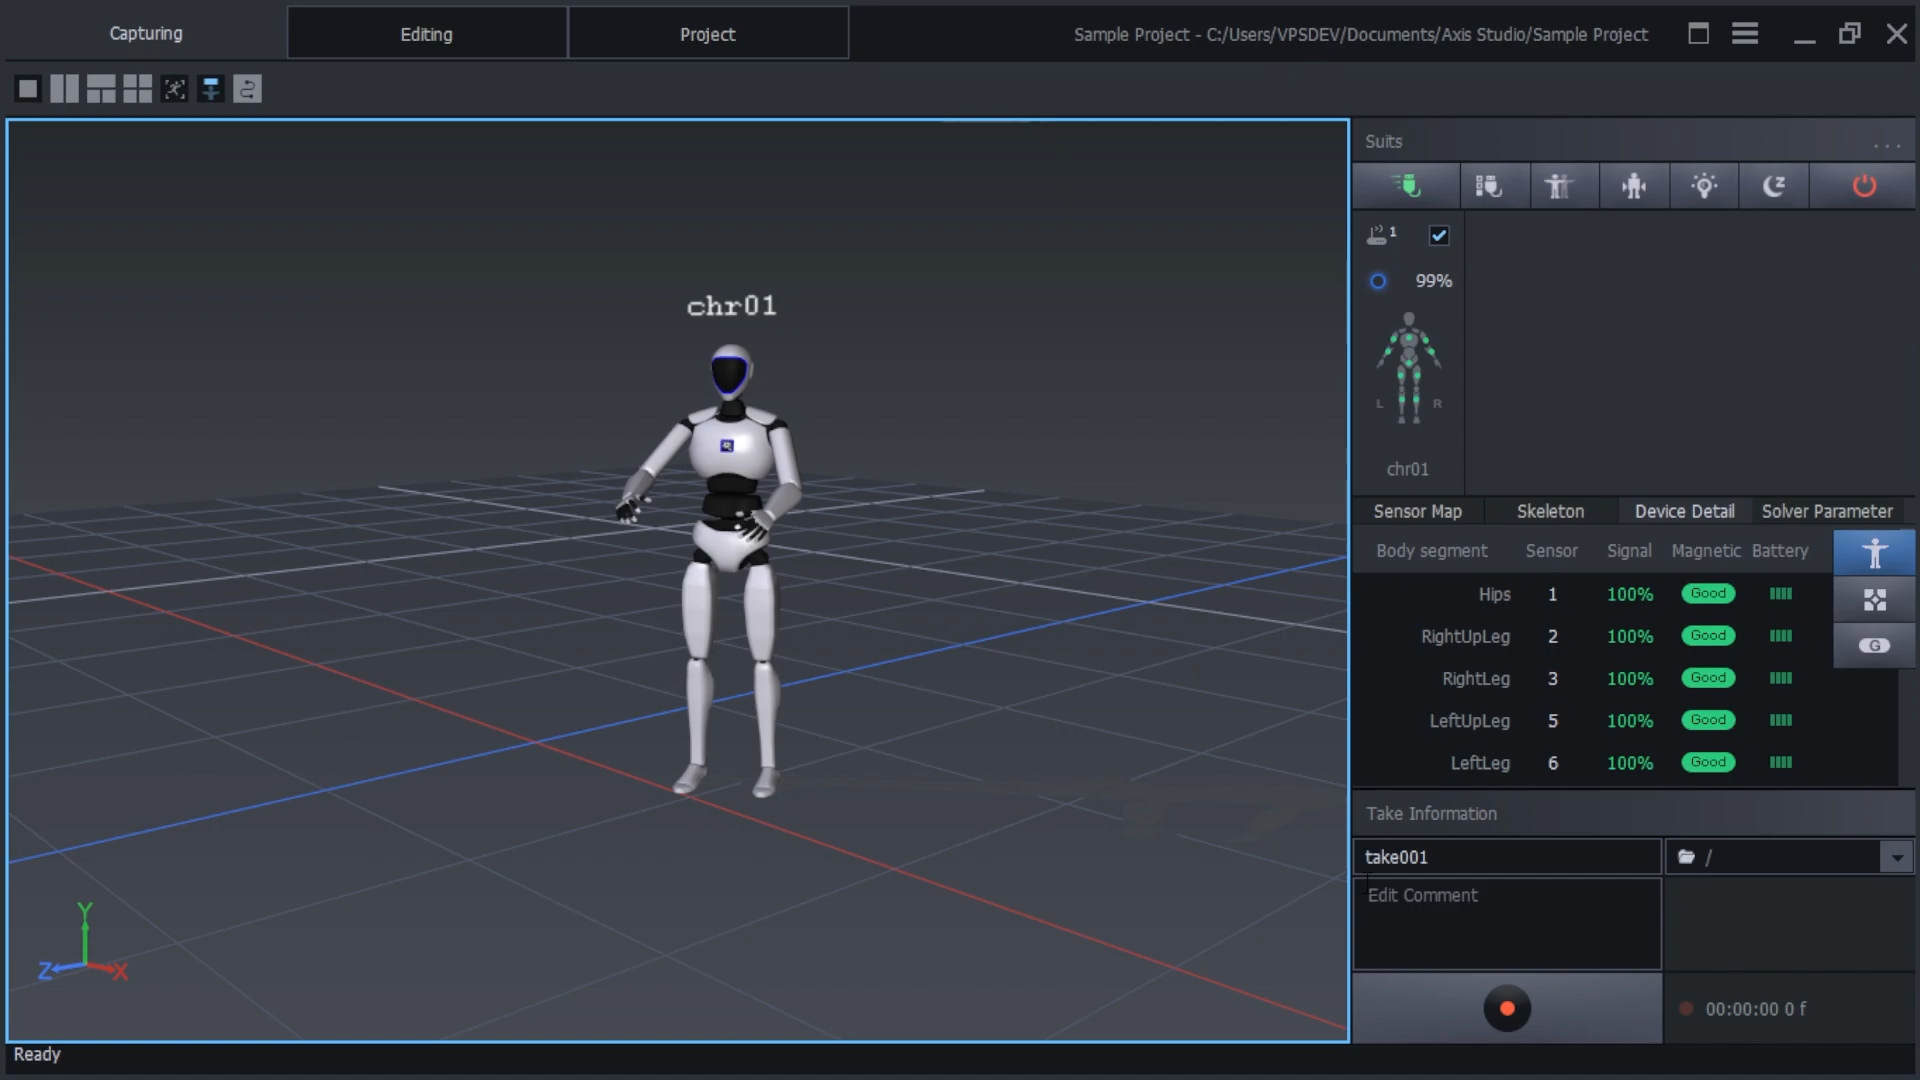 Capturing
Editing
Project
Sample Project - C:/Users/VPSDEV/Documents/Axis Studio/Sample Project
Suits
...
1
99%
L R
chr01
chr01
Sensor Map Skeleton Device Detail Solver Parameter
Body segment Sensor Signal Magnetic Battery
Hips 1 100% Good
RightUpLeg 2 100% Good
RightLeg 3 100% Good
LeftUpLeg 5 100% Good
LeftLeg 6 100% Good
G
Take Information
take001
/
Edit Comment
00:00:00 0 f
Y
Z X
Ready